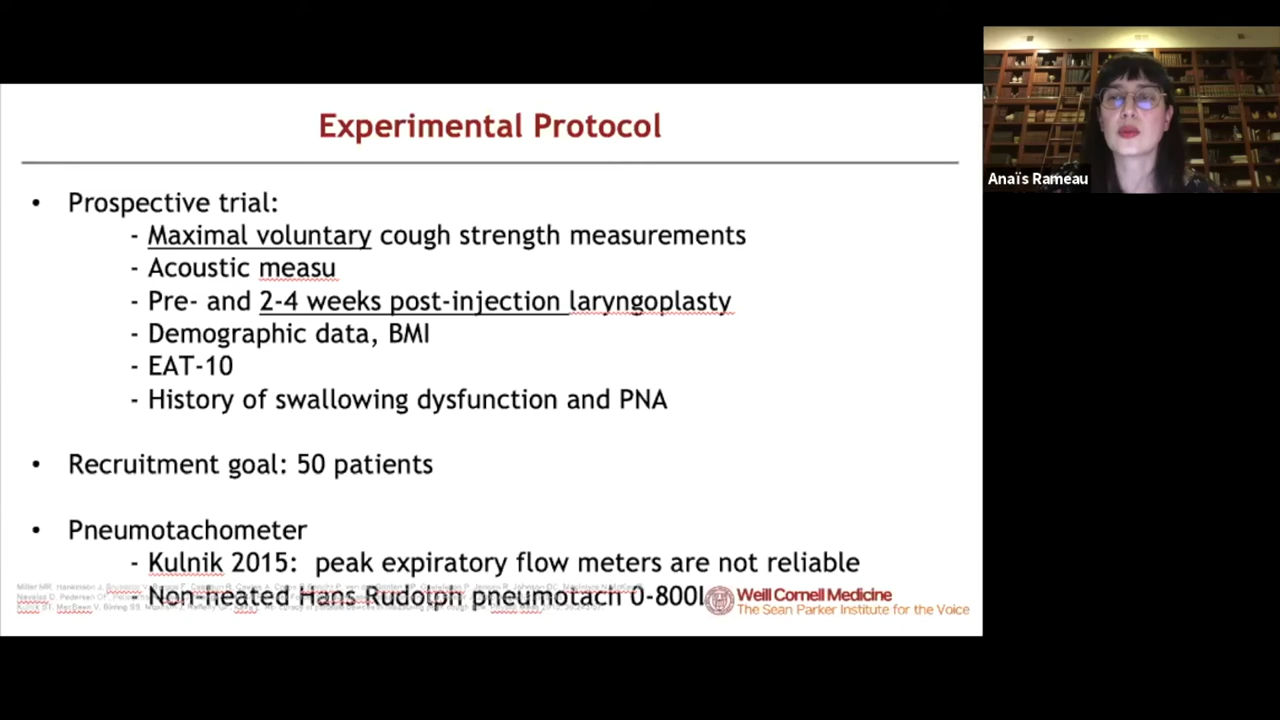 Experimental Protocol
• Prospective trial:
- Maximal voluntary cough strength measurements
- Acoustic measu
- Pre- and 2-4 weeks post-injection laryngoplasty
- Demographic data, BMI
- EAT-10
- History of swallowing dysfunction and PNA
• Recruitment goal: 50 patients
• Pneumotachometer
- Kulnik 2015: peak expiratory flow meters are not reliable
- Non-heated Hans Rudolph pneumotach 0-800l
Weill Cornell Medicine
The Sean Parker Institute for the Voice
Anaïs Rameau